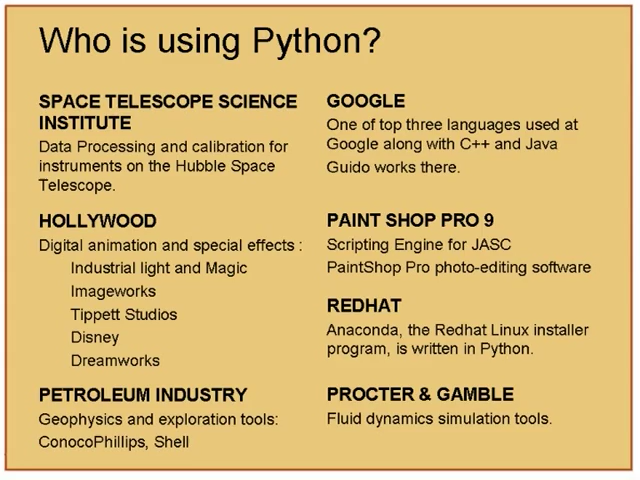 Who is using Python?
SPACE TELESCOPE SCIENCE
INSTITUTE
Data Processing and calibration for
instruments on the Hubble Space
Telescope.
HOLLYWOOD
Digital animation and special effects :
Industrial light and Magic
Imageworks
Tippett Studios
Disney
Dreamworks
PETROLEUM INDUSTRY
Geophysics and exploration tools:
ConocoPhillips, Shell
GOOGLE
One of top three languages used at
Google along with C++ and Java
Guido works there.
PAINT SHOP PRO 9
Scripting Engine for JASC
PaintShop Pro photo-editing software
REDHAT
Anaconda, the Redhat Linux installer
program, is written in Python.
PROCTER & GAMBLE
Fluid dynamics simulation tools.